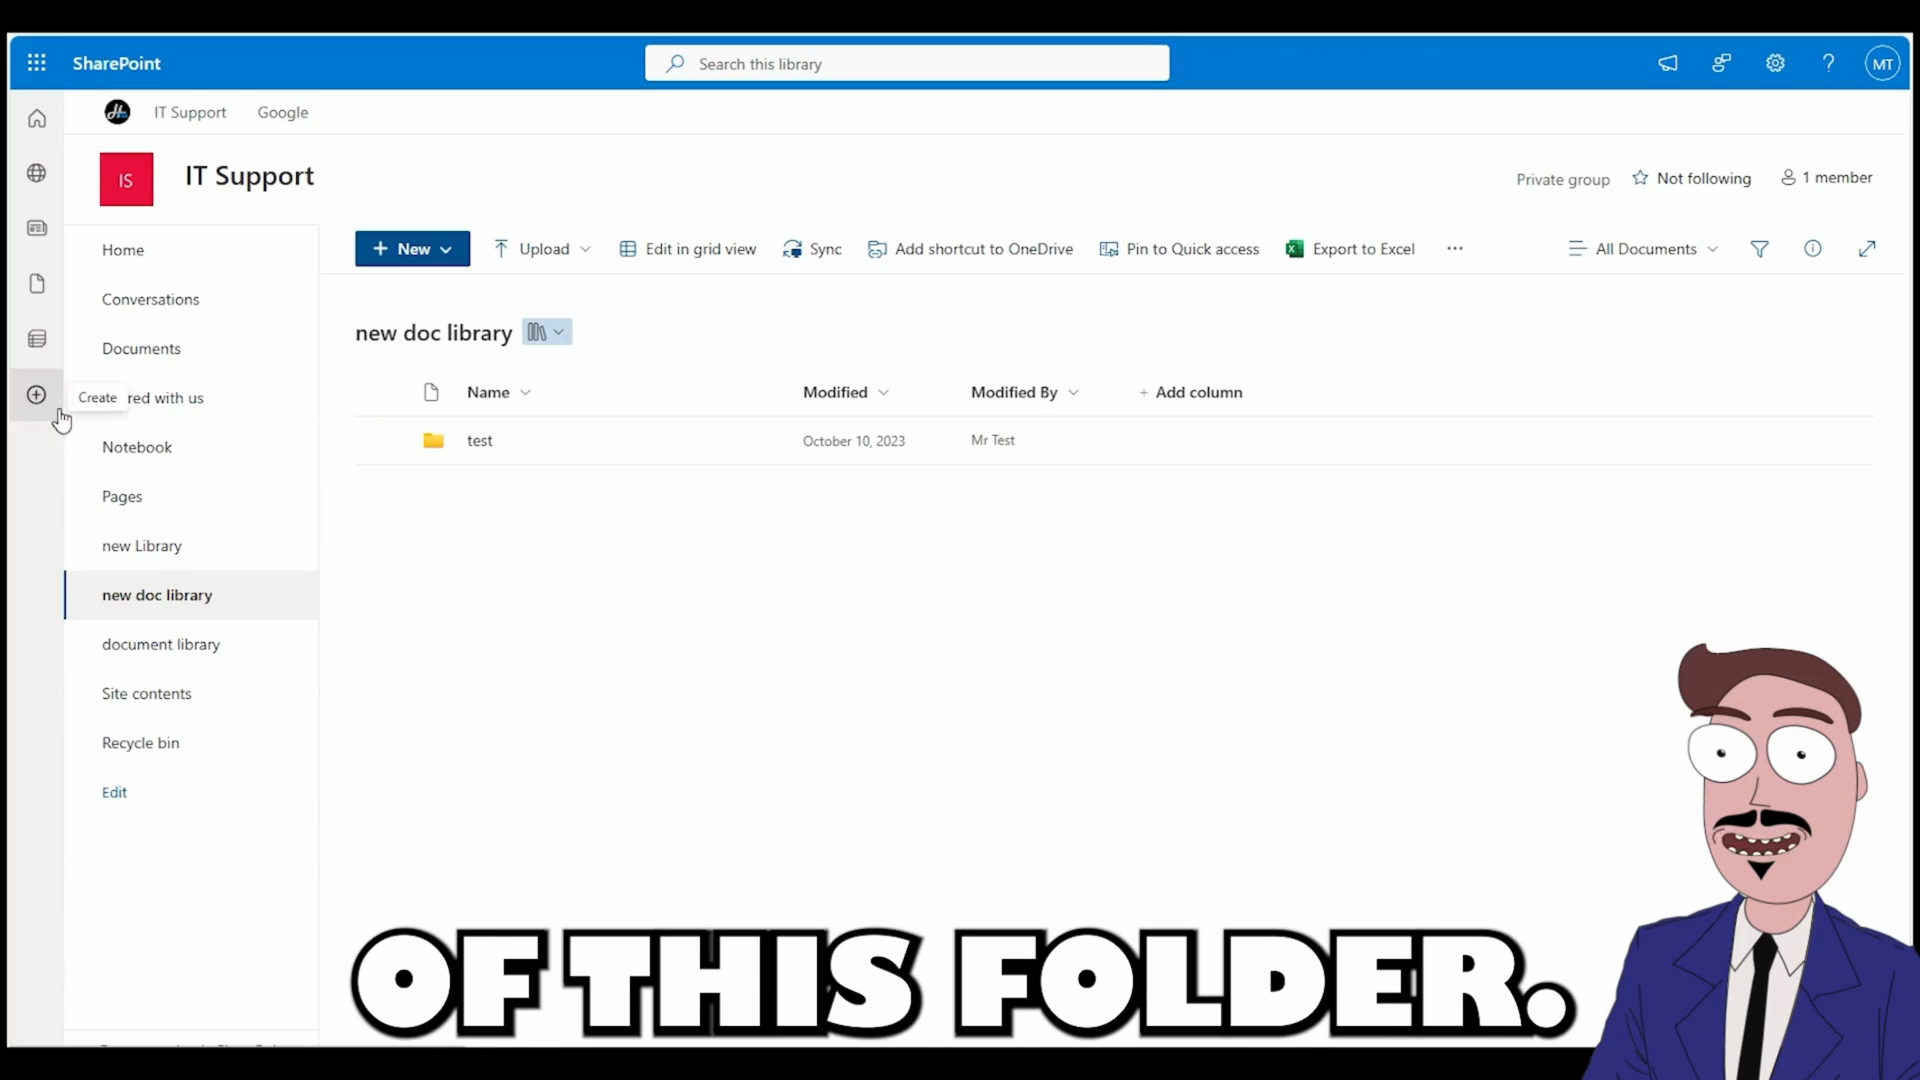 SharePoint
Search this library
MT
IT Support
Google
IS
IT Support
Private group
Not following
1 member
Home
Conversations
Documents
Create
red with us
Notebook
Pages
new Library
new doc library
document library
Site contents
Recycle bin
Edit
New
Upload
Edit in grid view
Sync
Add shortcut to OneDrive
Pin to Quick access
Export to Excel
All Documents
new doc library
Name
Modified
Modified By
+ Add column
test
October 10, 2023
Mr Test
OF THIS FOLDER.